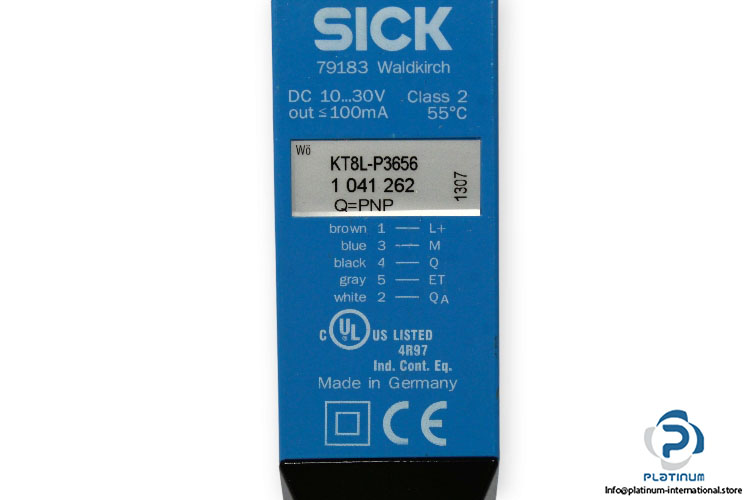 SICK
79183 Waldkirch
DC 10...30V Class 2
out ≤ 100mA 55°C
Wö
KT8L-P3656
1 041 262
Q=PNP
1307
brown 1 — L+
blue 3 — M
black 4 — Q
gray 5 — ET
white 2 — QA
C UL US LISTED
4R97
Ind. Cont. Eq.
Made in Germany
CE
PLATINUM
Info@platinum-international.store